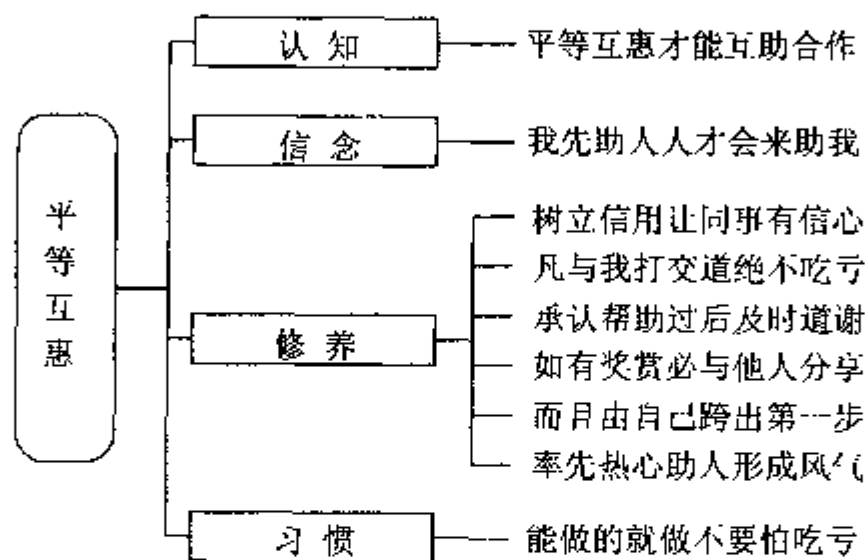 平等互惠
认知
平等互惠才能互助合作
信念
我先助人人才会来助我
修养
树立信用让同事有信心
凡与我打交道绝不吃亏
承认帮助过后及时道谢
如有奖赏必与他人分享
而且由自己跨出第一步
率先热心助人形成风气
习惯
能做的就做不要怕吃亏